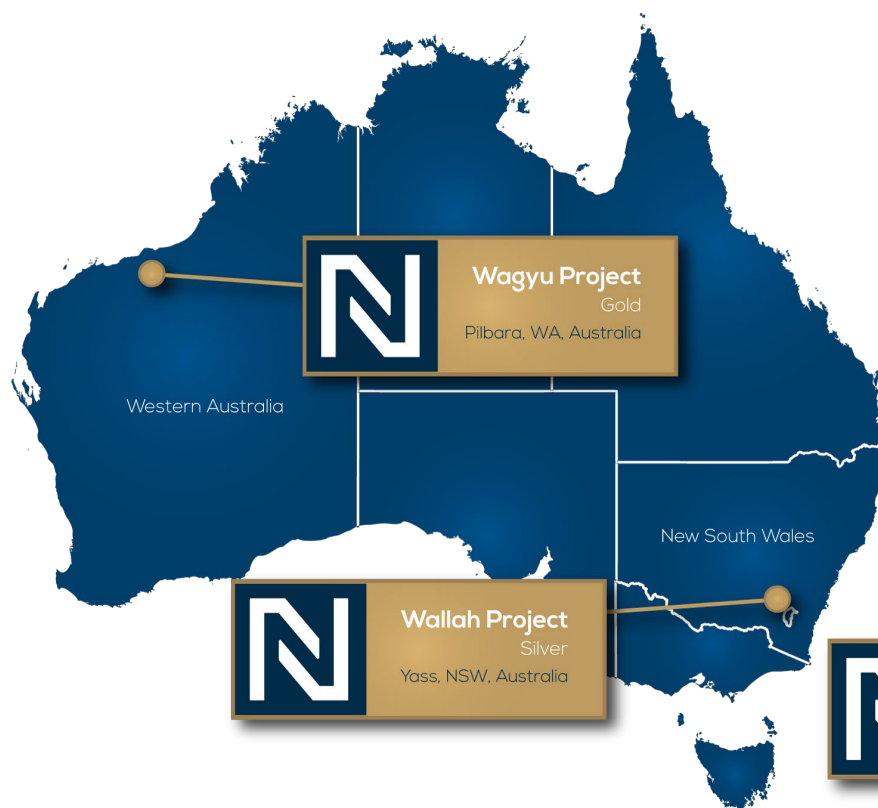 Wagyu Project
Gold
Pilbara, WA, Australia
Western Australia
New South Wales
Wallah Project
Silver
Yass, NSW, Australia